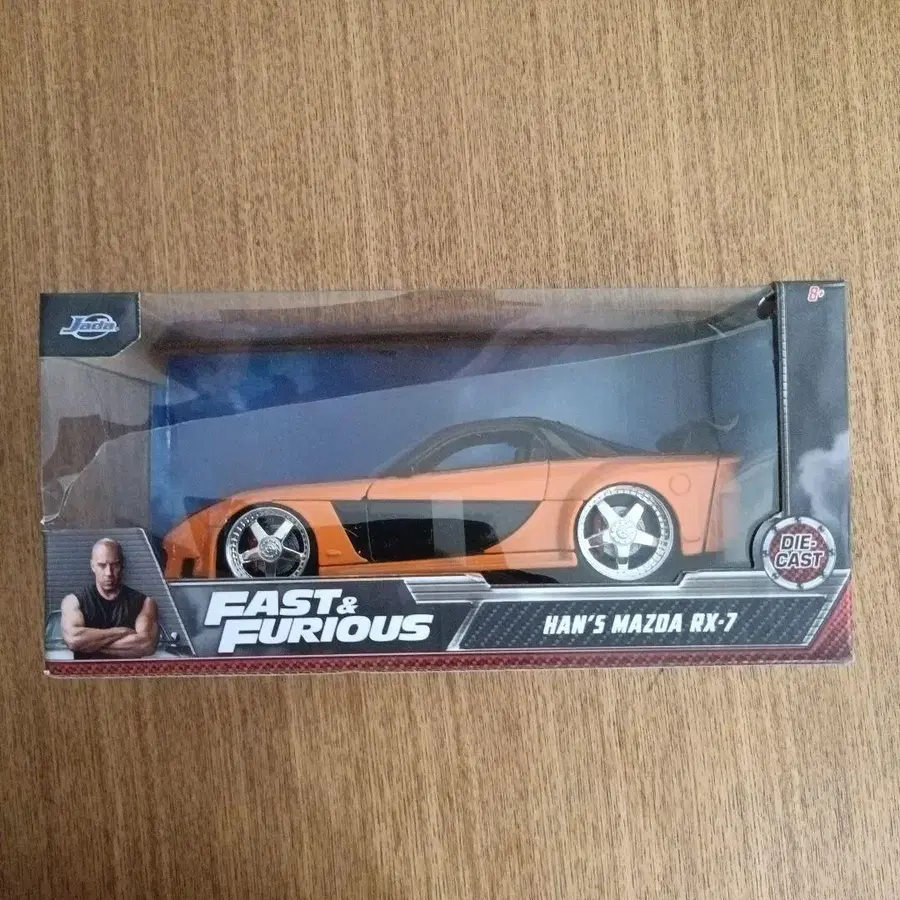 Jada
8+
DIE-
CAST
FAST &
FURIOUS
HAN'S MAZDA RX-7